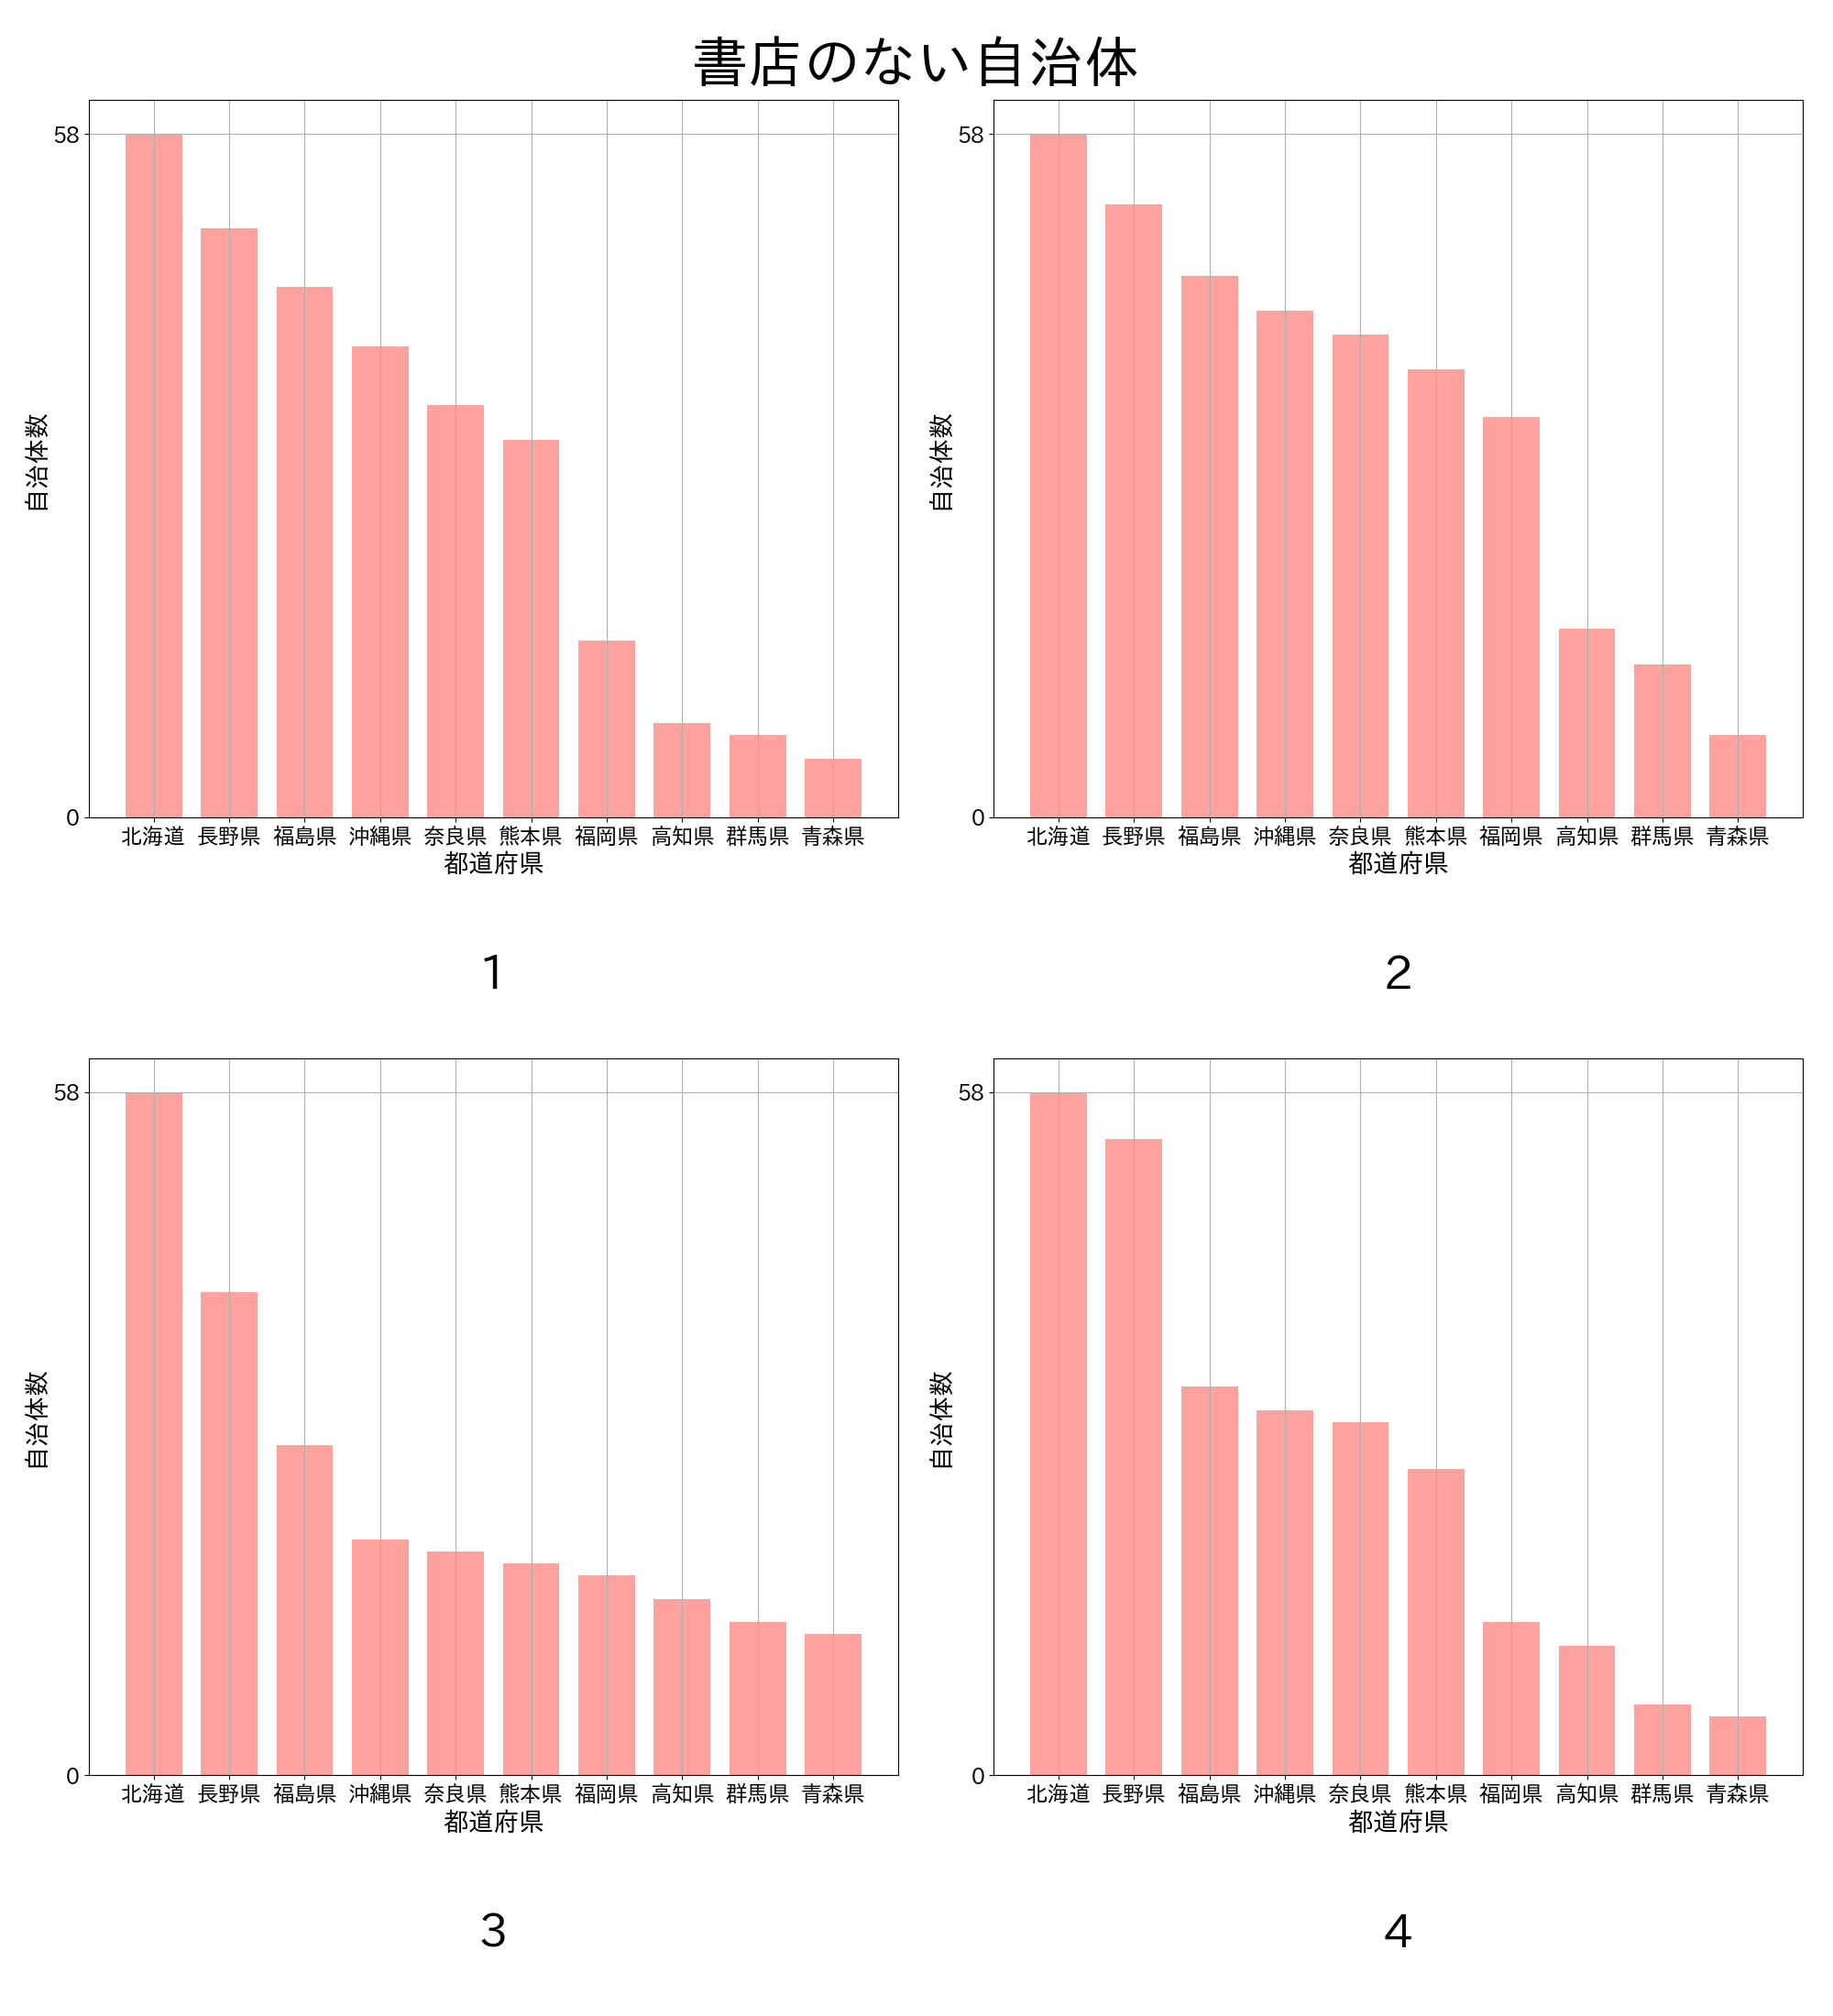 書店のない自治体
58
0
自治体数
北海道 長野県 福島県 沖縄県 奈良県 熊本県 福岡県 高知県 群馬県 青森県
都道府県
1
58
0
自治体数
北海道 長野県 福島県 沖縄県 奈良県 熊本県 福岡県 高知県 群馬県 青森県
都道府県
2
58
0
自治体数
北海道 長野県 福島県 沖縄県 奈良県 熊本県 福岡県 高知県 群馬県 青森県
都道府県
3
58
0
自治体数
北海道 長野県 福島県 沖縄県 奈良県 熊本県 福岡県 高知県 群馬県 青森県
都道府県
4